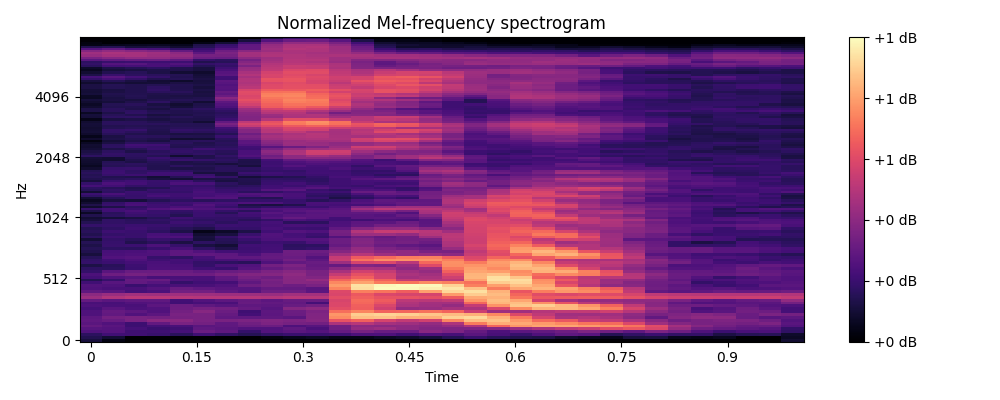 Normalized Mel-frequency spectrogram
Hz
4096
2048
1024
512
0
0 0.15 0.3 0.45 0.6 0.75 0.9
Time
+1 dB
+1 dB
+1 dB
+0 dB
+0 dB
+0 dB